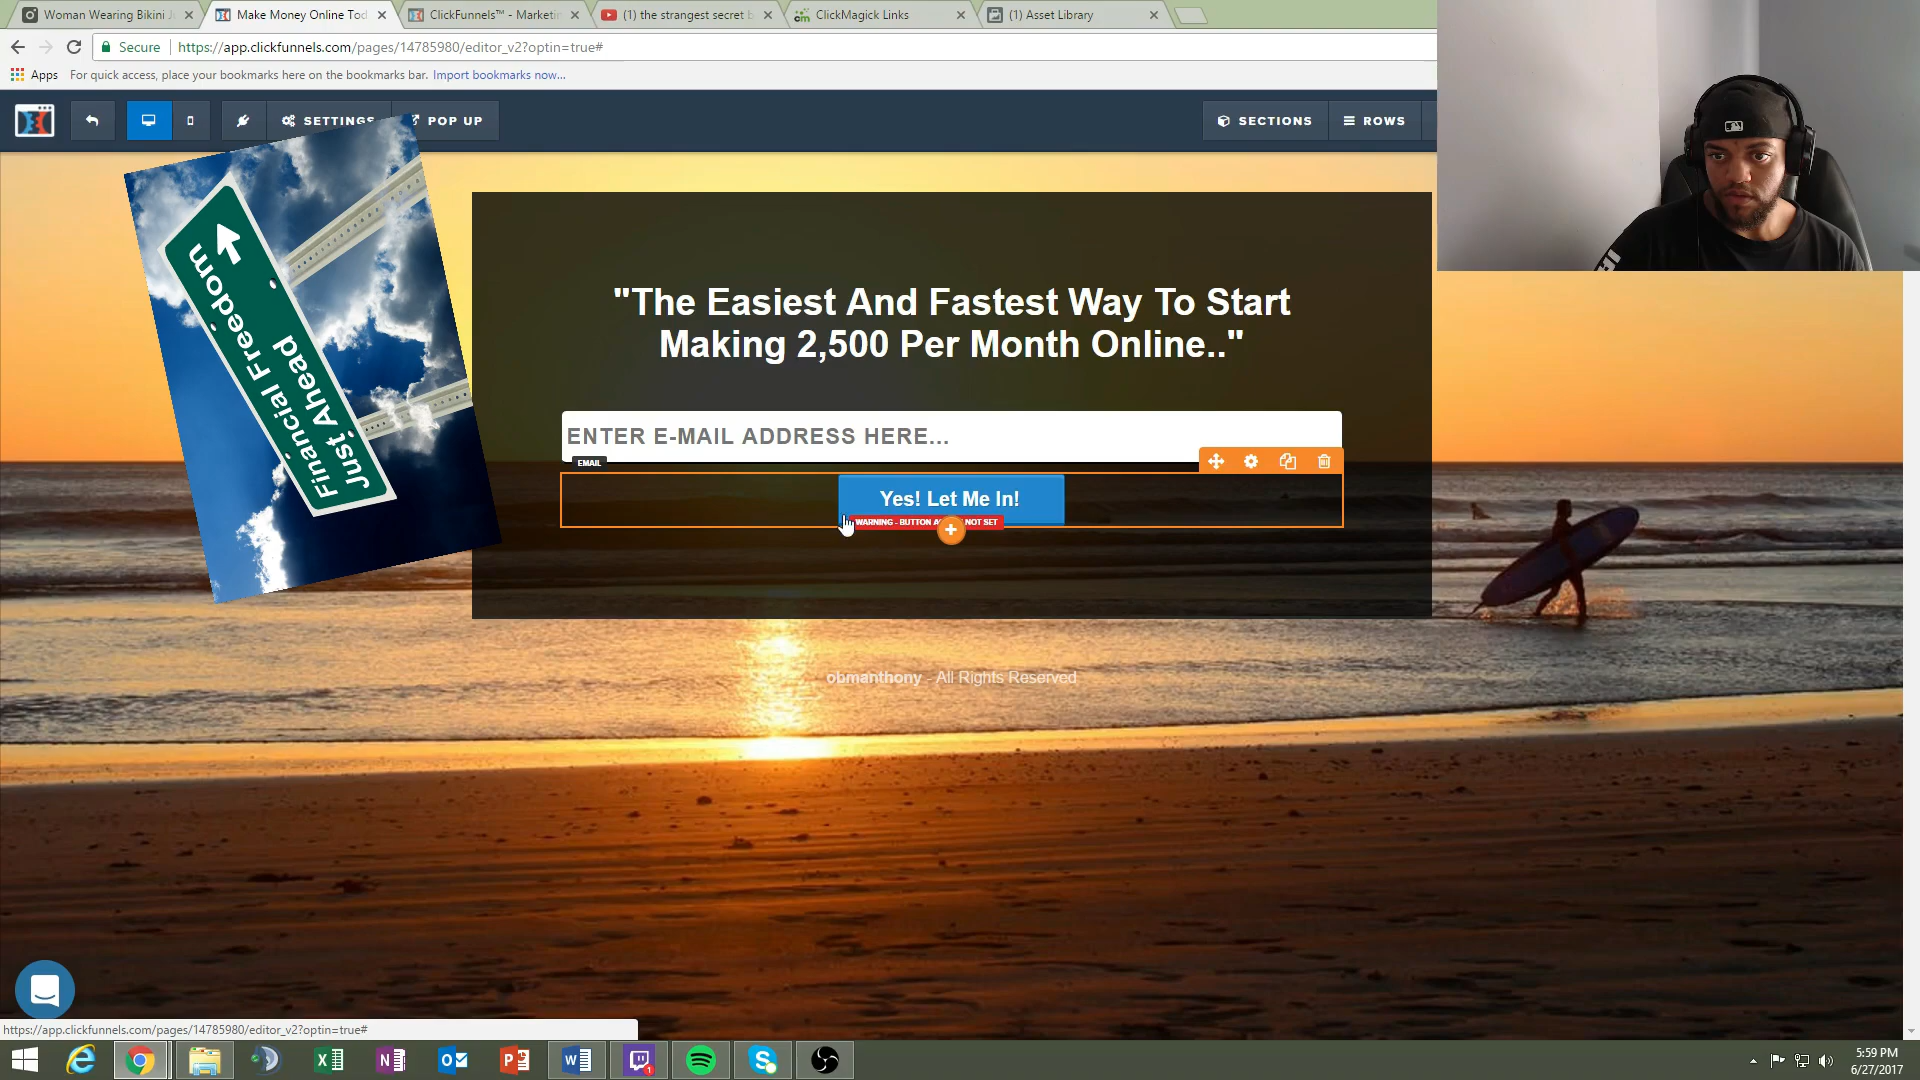 Woman Wearing Bikini
Make Money Online Tod
ClickFunnels™ - Marketin
(1) the strangest secret b
ClickMagick Links
(1) Asset Library
Secure
https://app.clickfunnels.com/pages/14785980/editor_v2?optin=true#
Apps
For quick access, place your bookmarks here on the bookmarks bar. Import bookmarks now...
SETTINGS
POP UP
SECTIONS
ROWS
Financial Freedom
Just Ahead
"The Easiest And Fastest Way To Start
Making 2,500 Per Month Online.."
ENTER E-MAIL ADDRESS HERE...
EMAIL
Yes! Let Me In!
WARNING - BUTTON A NOT SET
obmanthony - All Rights Reserved
https://app.clickfunnels.com/pages/14785980/editor_v2?optin=true#
5:59 PM
6/27/2017